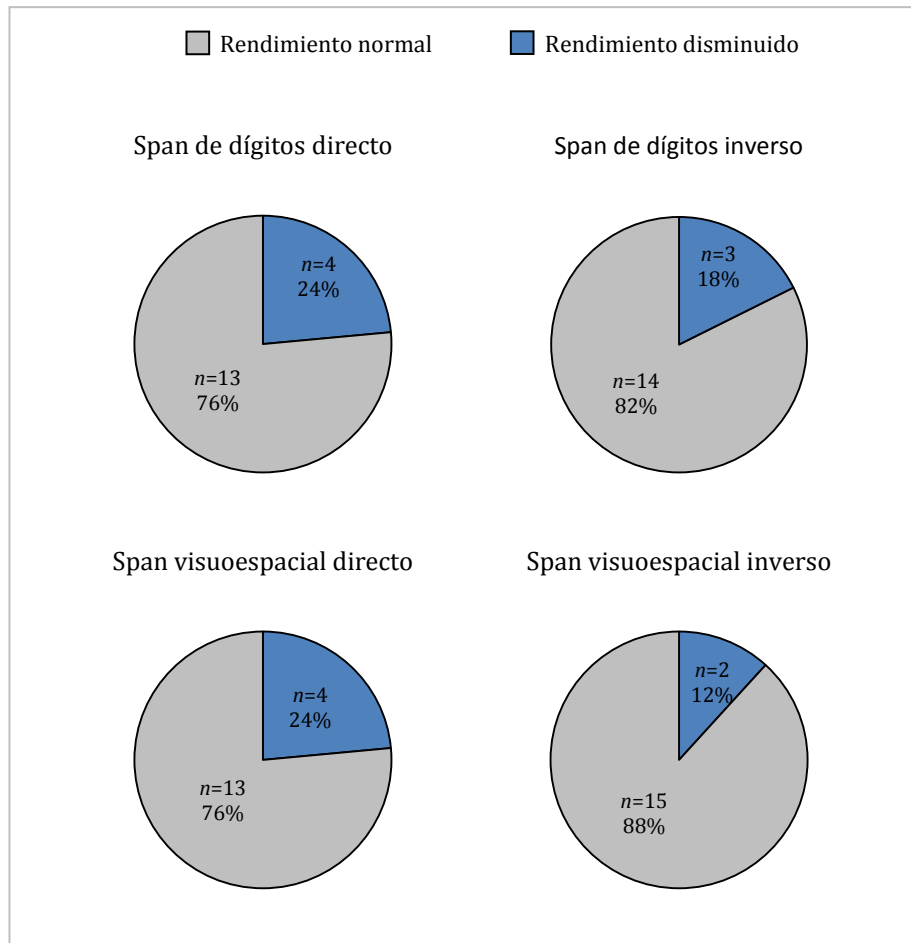 Rendimiento normal
Rendimiento disminuido
Span de dígitos directo
Span de dígitos inverso
n=4
24%
n=13
76%
n=3
18%
n=14
82%
Span visuoespacial directo
Span visuoespacial inverso
n=4
24%
n=13
76%
n=2
12%
n=15
88%